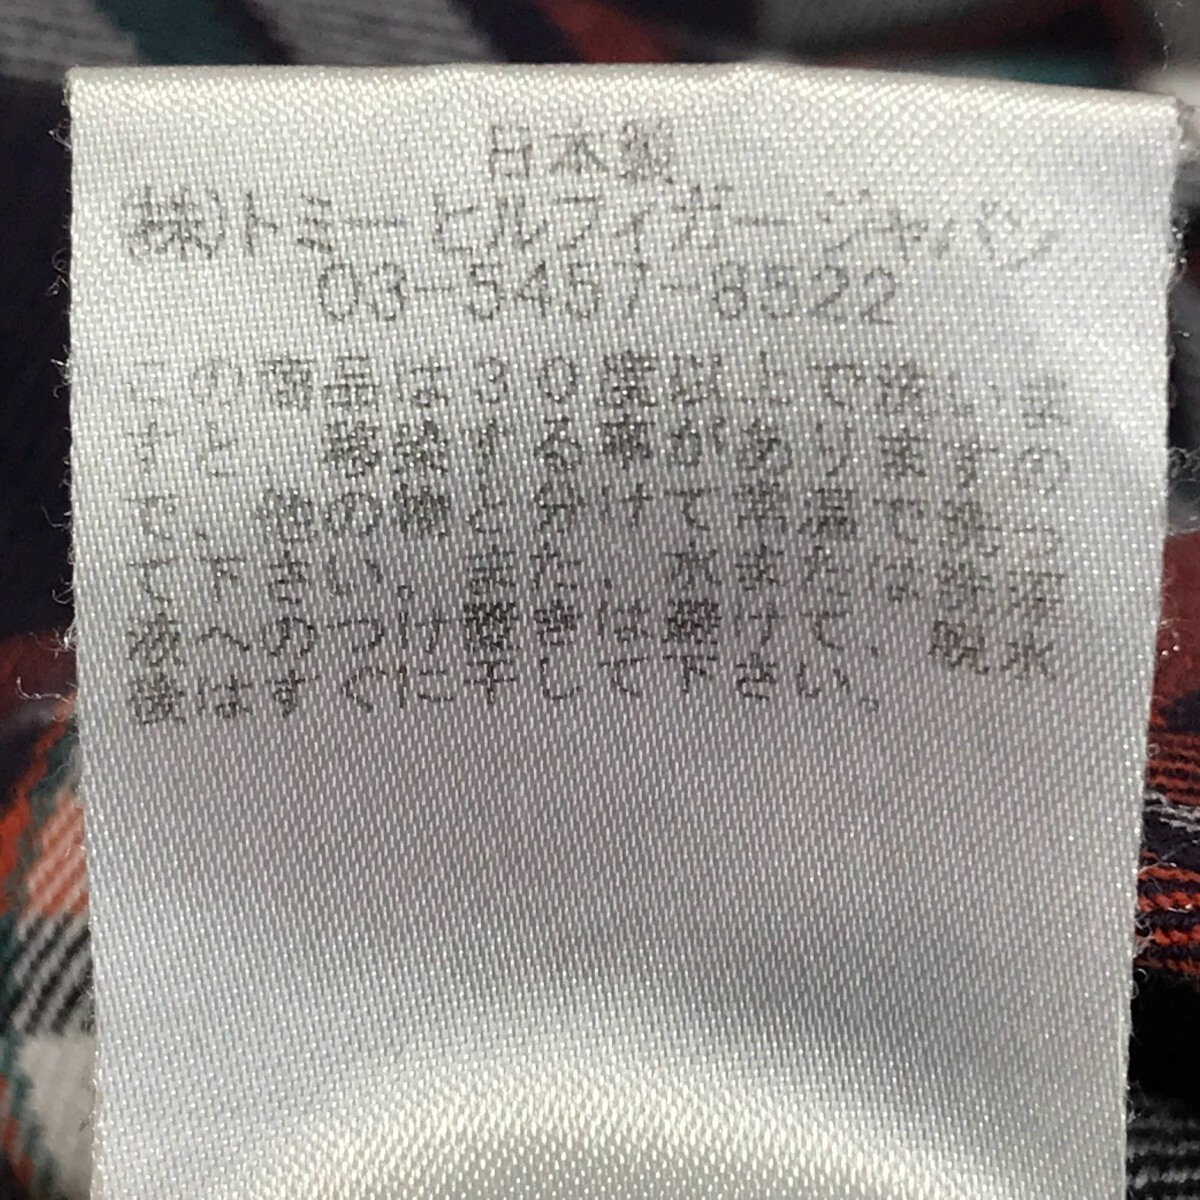 日本製
(株)トミーヒルフィガージャパン
03-5457-8522
この商品は30度以上で洗いま
すと、移染する事がありますの
で、他の物と分けて常温で洗っ
て下さい。また、水または洗濯
液へのつけ置きは避けて、脱水
後はすぐに干して下さい。